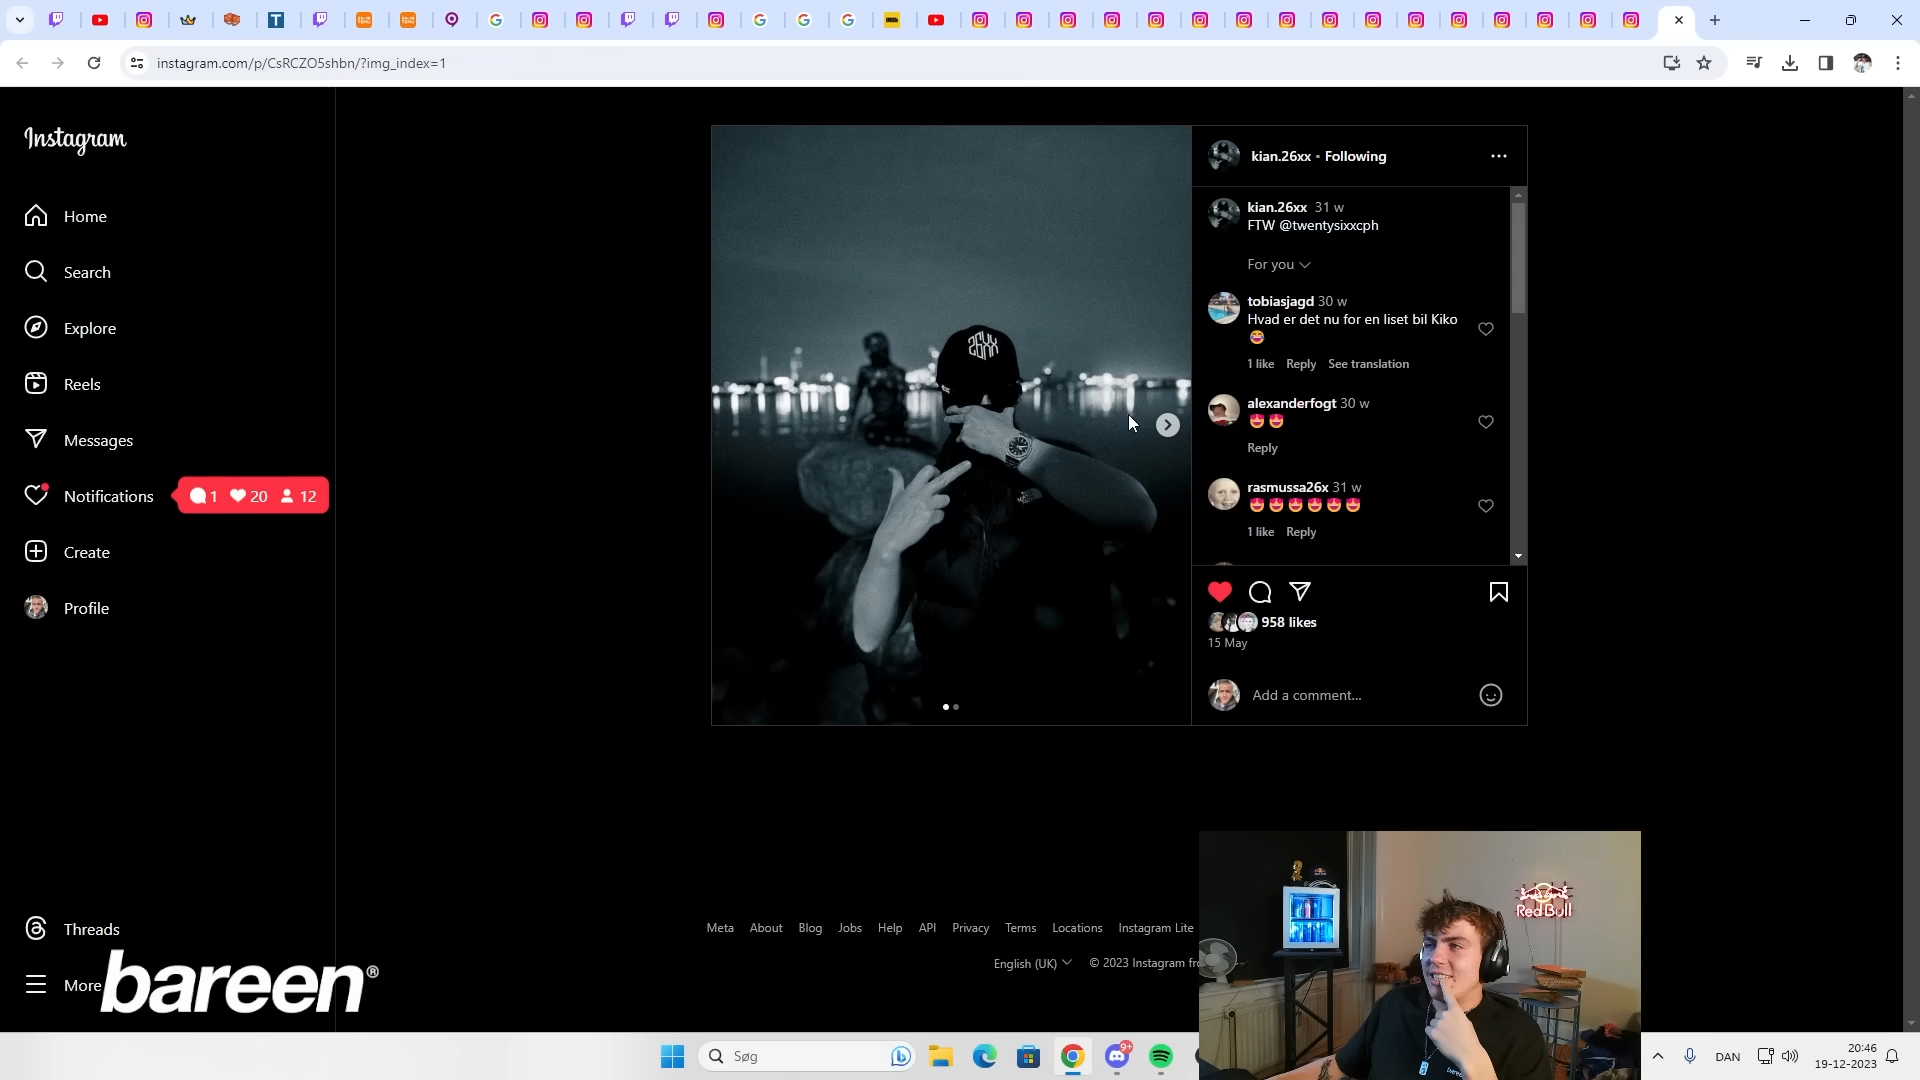 instagram.com/p/CsRCZO5shbn/?img_index=1
Instagram
Home
Search
Explore
Reels
Messages
Notifications
1 20 12
Create
Profile
Threads
More
bareen®
26xx
kian.26xx • Following
kian.26xx 31 w
FTW @twentysixxcph
For you
tobiasjagd 30 w
Hvad er det nu for en liset bil Kiko
😂
1 like Reply See translation
alexanderfogt 30 w
😍😍
Reply
rasmussa26x 31 w
😍😍😍😍😍😍
1 like Reply
958 likes
15 May
Add a comment...
Meta About Blog Jobs Help API Privacy Terms Locations Instagram Lite
English (UK) © 2023 Instagram fro
Red Bull
Søg
9+
DAN
20:46
19-12-2023